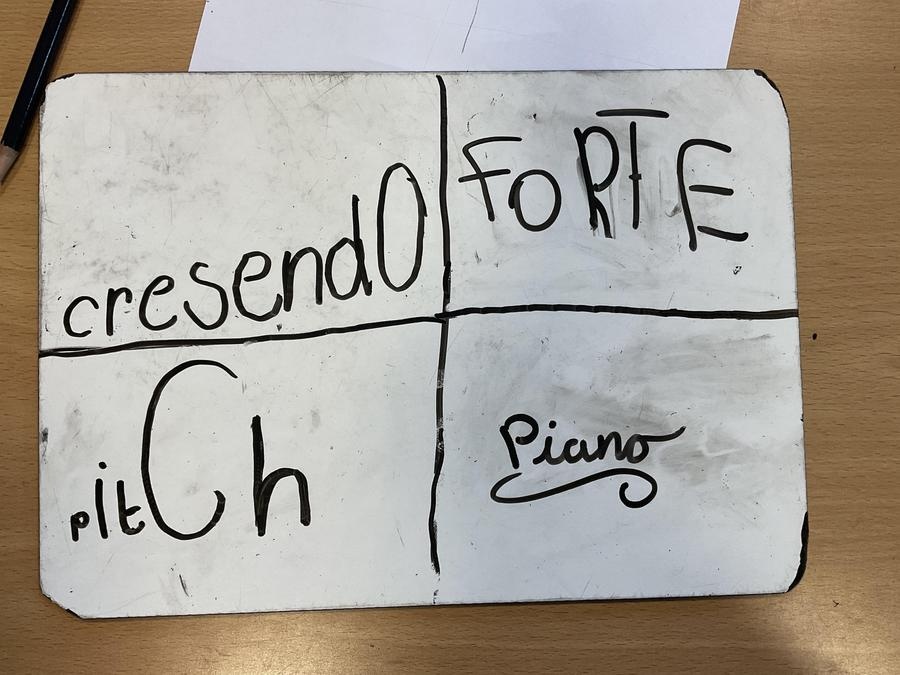 cresendO
FoRTE
pitCh
Piano